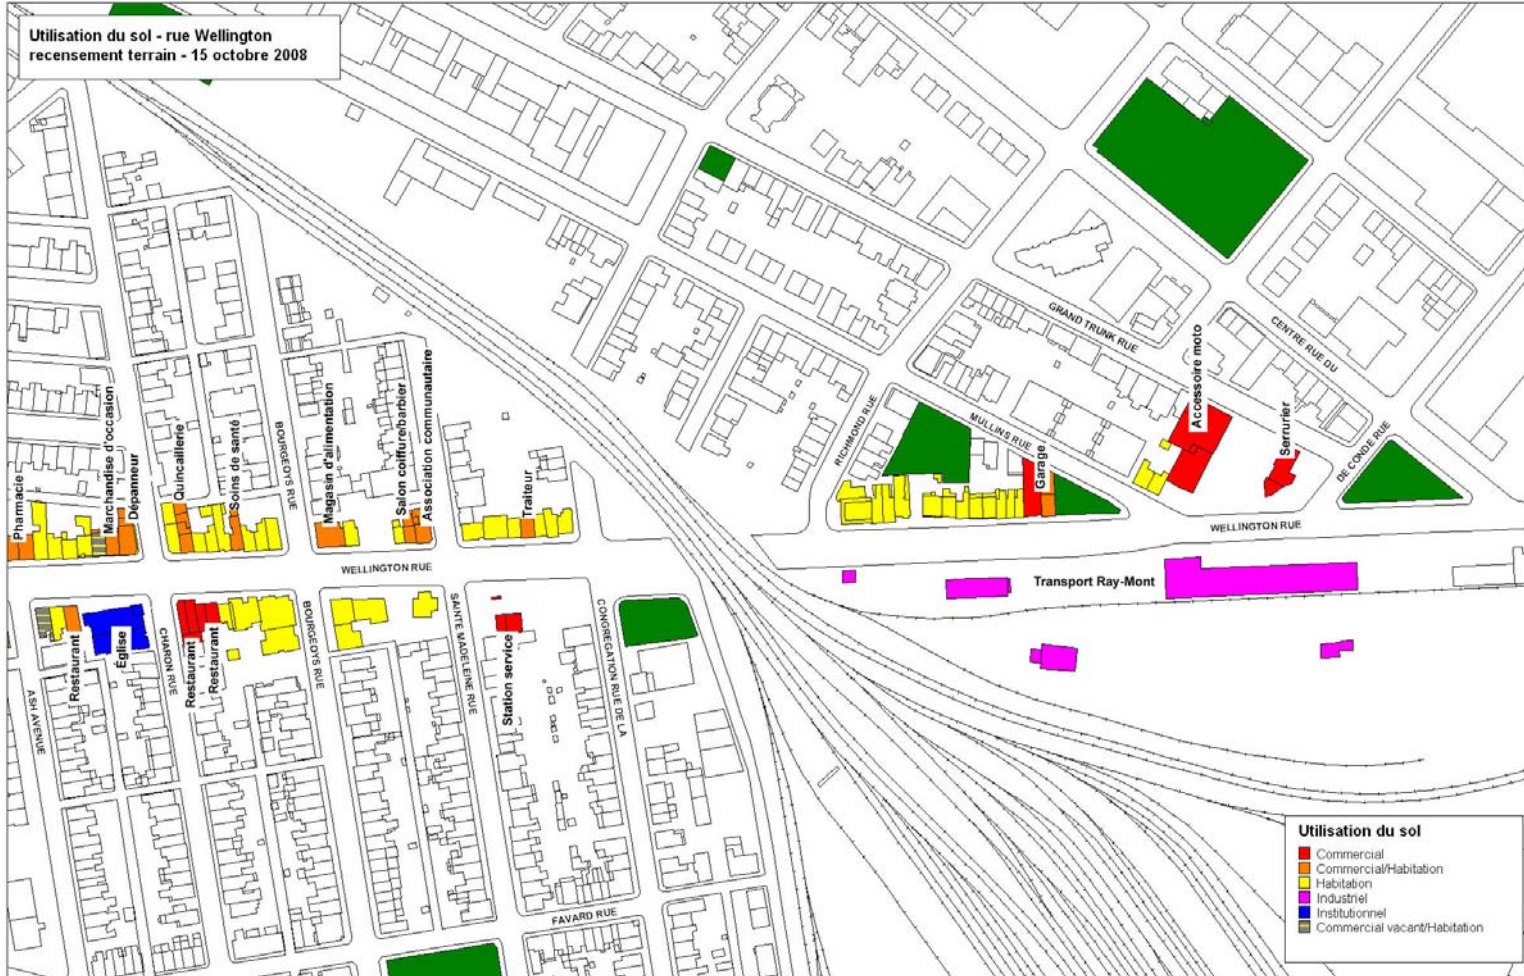 Utilisation du sol - rue Wellington
recensement terrain - 15 octobre 2008
GRAND TRUNK RUE
CENTRE RUE DU
Accessoire moto
Serrurier
DE CONDE RUE
RICHMOND RUE
MULLINS RUE
Garage
Pharmacie
Marchandise d'occasion
Dépanneur
Quincaillerie
Soins de santé
BOURGEOYS RUE
Magasin d'alimentation
Salon coiffure/barbier
Association communautaire
Traiteur
WELLINGTON RUE
WELLINGTON RUE
Transport Ray-Mont
ASH AVENUE
Restaurant
Église
CHARON RUE
Restaurant
Restaurant
BOURGEOYS RUE
SAINTE MADELEINE RUE
Station service
CONGREGATION RUE DE LA
FAVARD RUE
Utilisation du sol
Commercial
Commercial/Habitation
Habitation
Industriel
Institutionnel
Commercial vacant/Habitation